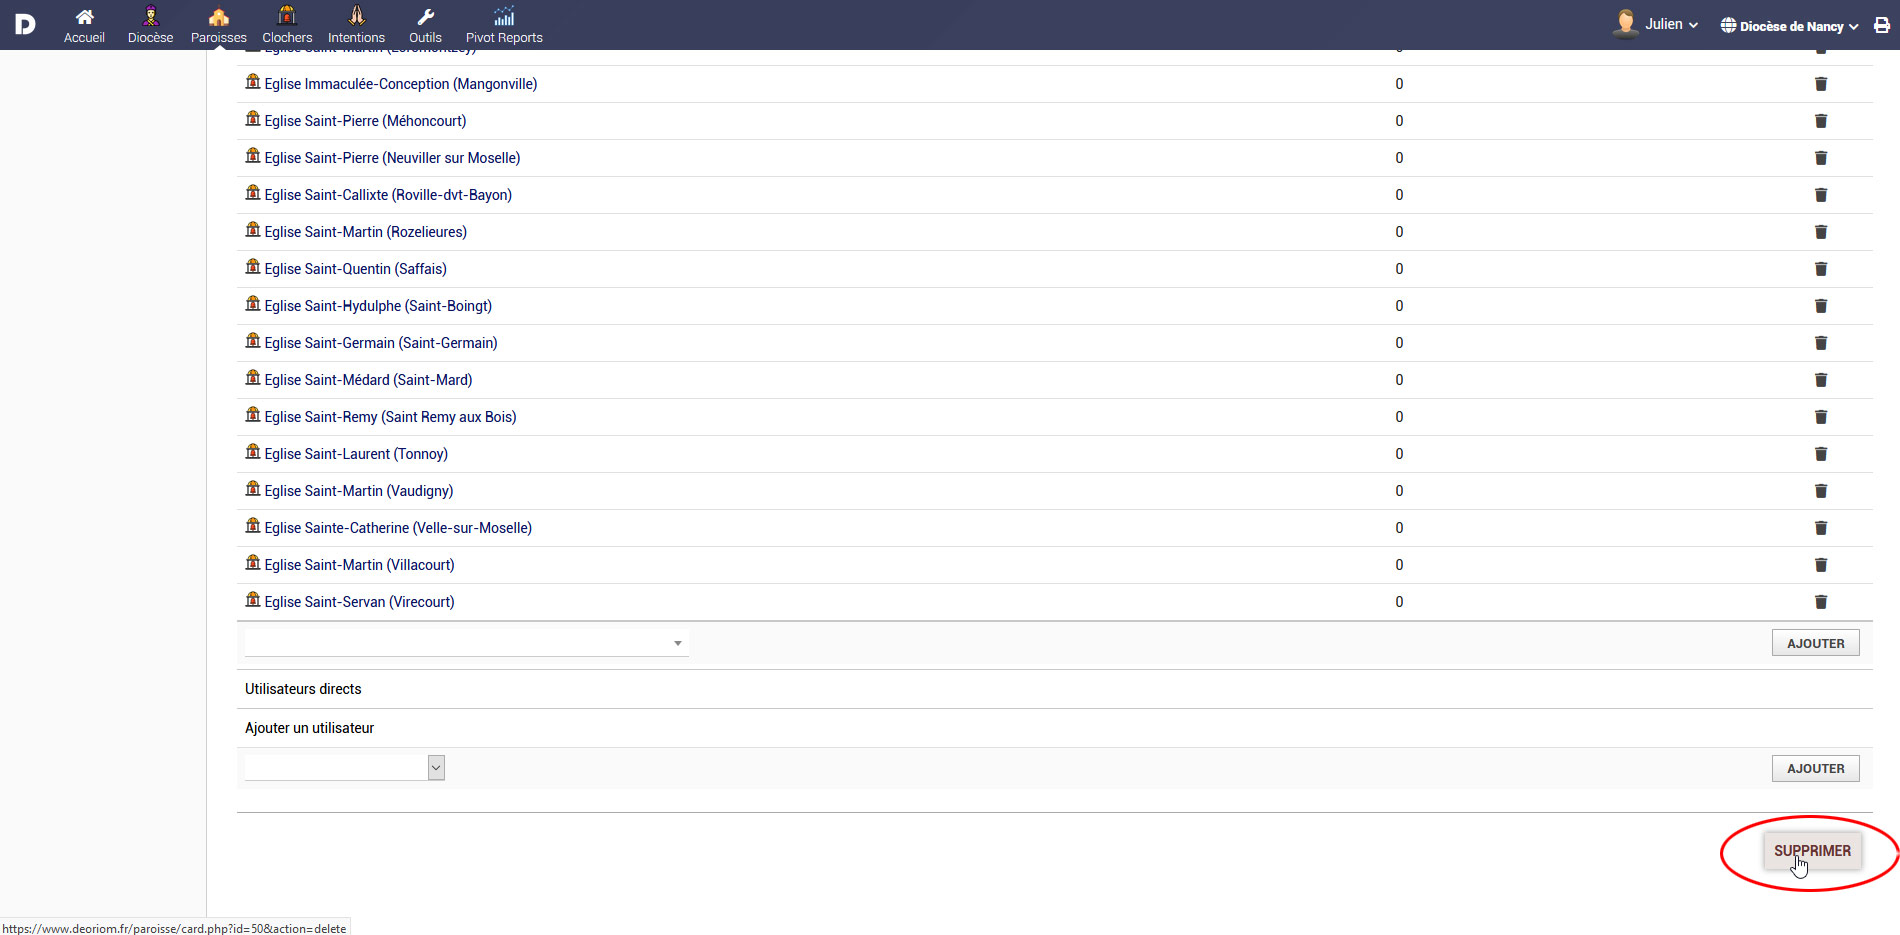 D
Accueil
Diocèse
Paroisses
Clochers
Intentions
Outils
Pivot Reports
Julien
Diocèse de Nancy
Eglise Immaculée-Conception (Mangonville) 0
Eglise Saint-Pierre (Méhoncourt) 0
Eglise Saint-Pierre (Neuviller sur Moselle) 0
Eglise Saint-Callixte (Roville-dvt-Bayon) 0
Eglise Saint-Martin (Rozelieures) 0
Eglise Saint-Quentin (Saffais) 0
Eglise Saint-Hydulphe (Saint-Boingt) 0
Eglise Saint-Germain (Saint-Germain) 0
Eglise Saint-Médard (Saint-Mard) 0
Eglise Saint-Remy (Saint Remy aux Bois) 0
Eglise Saint-Laurent (Tonnoy) 0
Eglise Saint-Martin (Vaudigny) 0
Eglise Sainte-Catherine (Velle-sur-Moselle) 0
Eglise Saint-Martin (Villacourt) 0
Eglise Saint-Servan (Virecourt) 0
AJOUTER
Utilisateurs directs
Ajouter un utilisateur
AJOUTER
SUPPRIMER
https://www.deoriom.fr/paroisse/card.php?id=50&action=delete